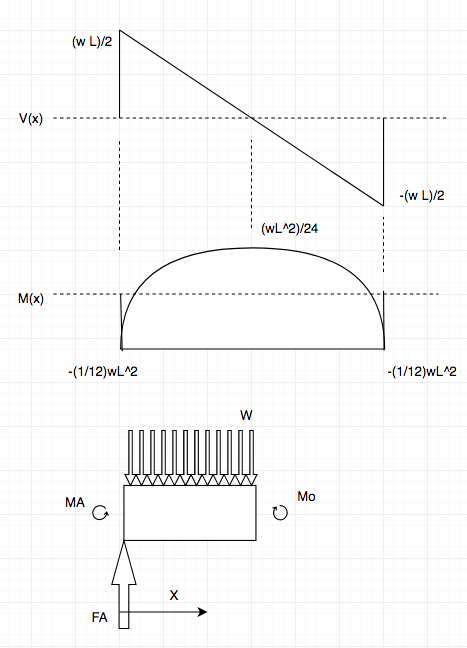 (w L)/2
V(x)
-(w L)/2
(wL^2)/24
M(x)
-(1/12)wL^2
-(1/12)wL^2
W
MA
Mo
X
FA